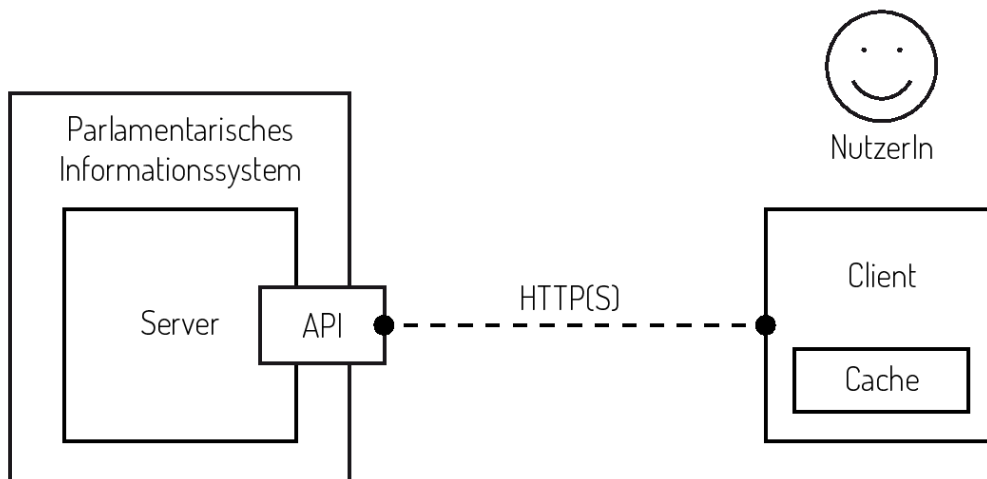 Parlamentarisches
Informationssystem
Server
API
HTTP(S)
NutzerIn
Client
Cache